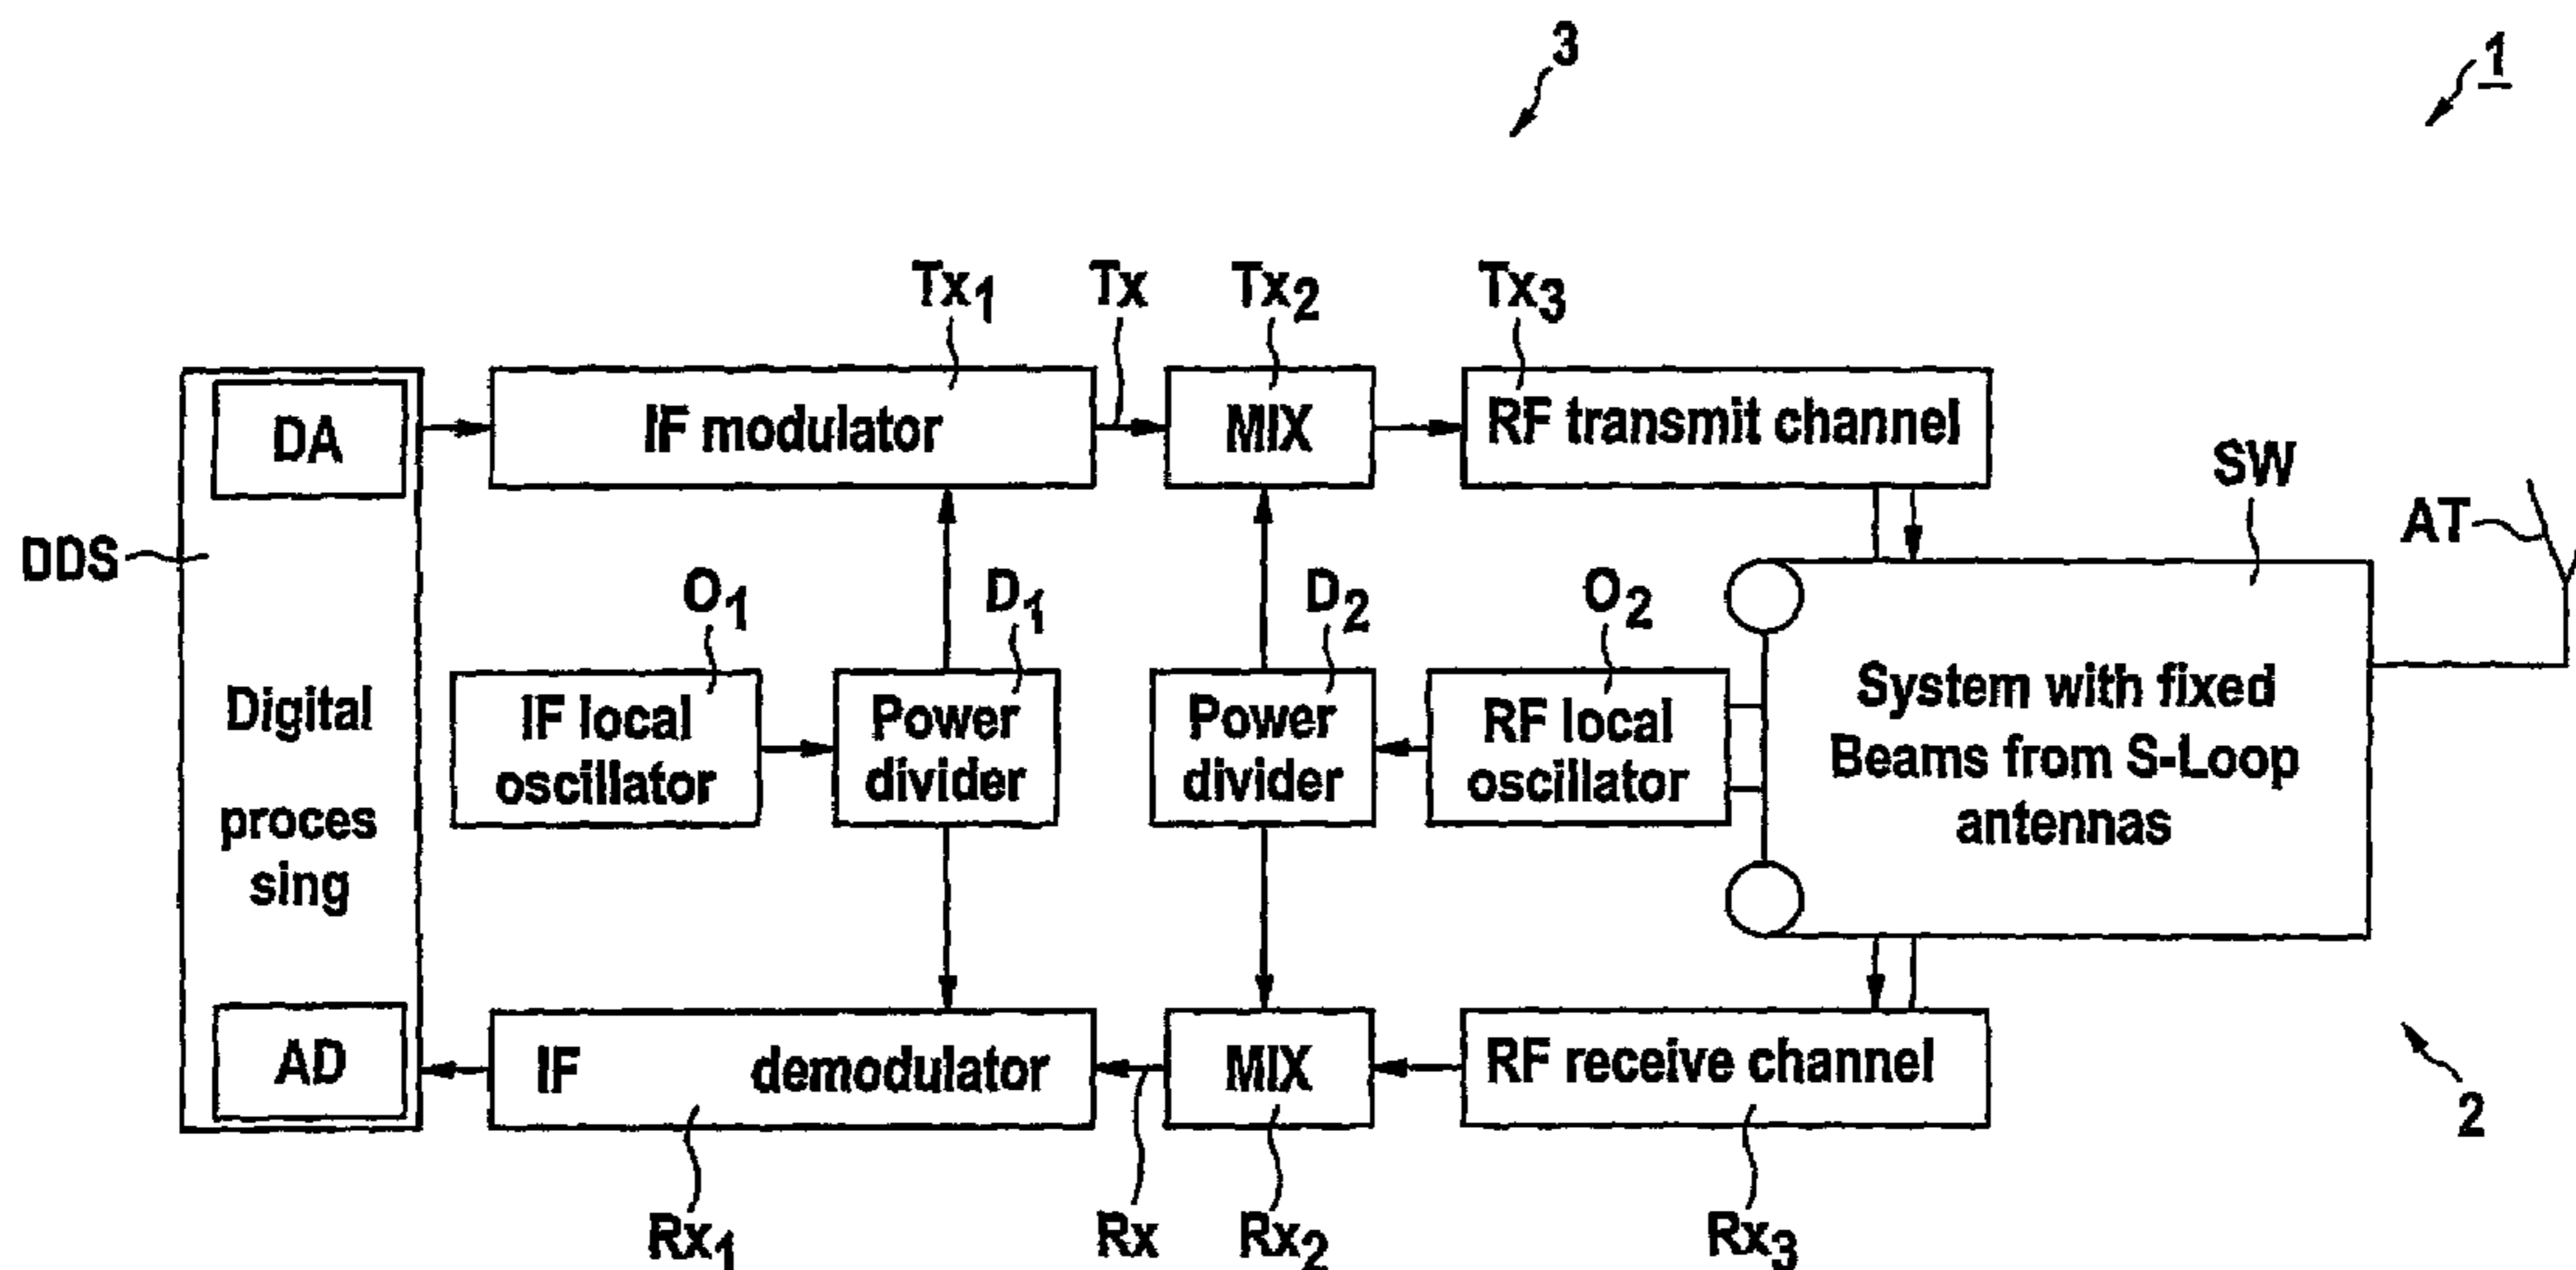 3
1
Tx1
Tx
Tx2
Tx3
DA
IF modulator
MIX
RF transmit channel
SW
AT
DDS
O1
D1
D2
O2
Digital
proces
sing
IF local
oscillator
Power
divider
Power
divider
RF local
oscillator
System with fixed
Beams from S-Loop
antennas
AD
IF demodulator
MIX
RF receive channel
2
Rx1
Rx
Rx2
Rx3